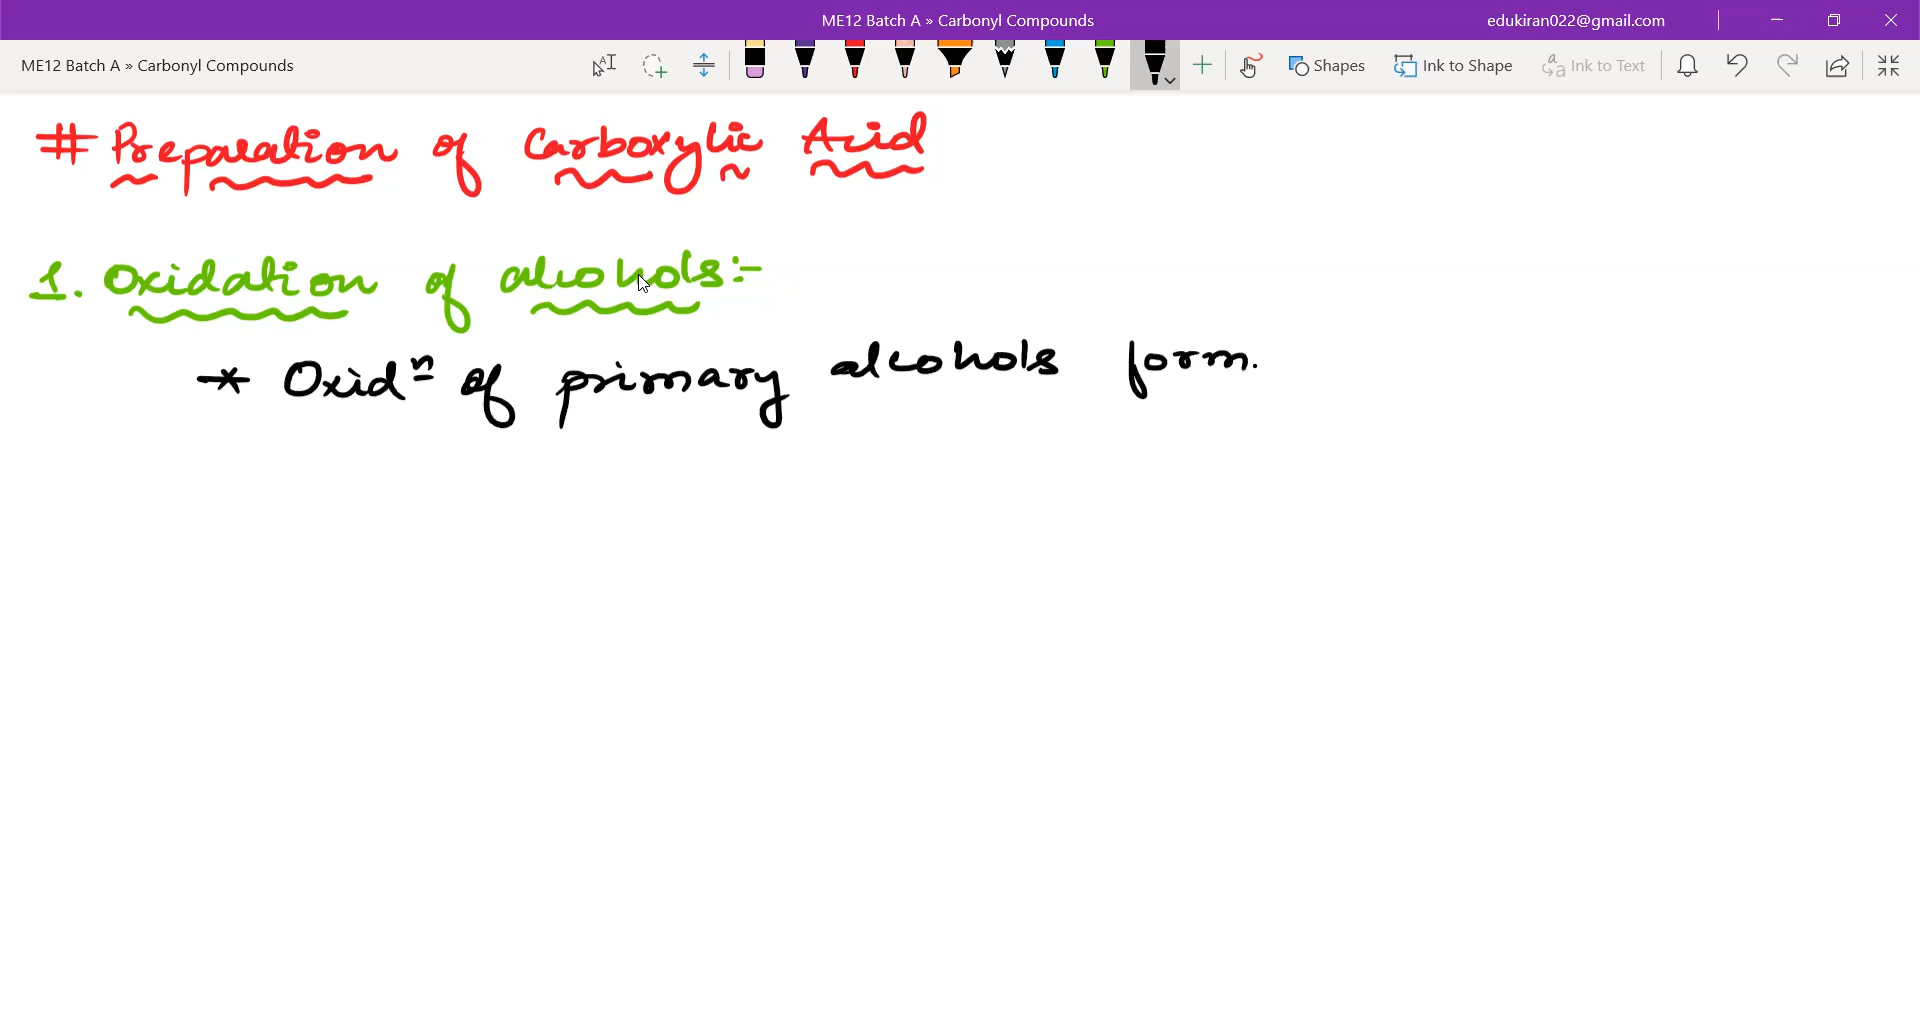 ME12 Batch A » Carbonyl Compounds
edukiran022@gmail.com
ME12 Batch A » Carbonyl Compounds
Shapes
Ink to Shape
Ink to Text
# Preparation of Carboxylic Acid
1. Oxidation of alcohols:-
* Oxidⁿ of primary alcohols form.